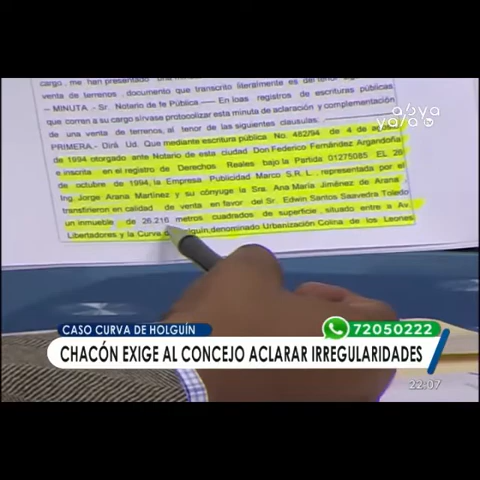 cargo, me han presentado una
venta de terrenos, documento que transcrito literalmente es del tenor
— MINUTA.- Sr. Notario de fe Pública — En los registros de escrituras públicas
que corren a su cargo sírvase protocolizar esta minuta de aclaración y complementación
de una venta de terrenos, al tenor de las siguientes cláusulas:
PRIMERA.- Dirá Ud. Que mediante escritura pública No. 482/94 de 4 de agosto
de 1994 otorgado ante Notario de esta ciudad Don Federico Fernández Argandoña
e inscrita en el registro de Derechos Reales bajo la Partida 01275085 EL 26
de octubre de 1994, la Empresa Publicidad Marco S.R.L., representada por el
Ing. Jorge Arana Martínez y su cónyuge la Sra. Ana María Jiménez de Arana,
transfirieron en calidad de venta en favor del Sr. Edwin Santos Saavedra Toledo
un inmueble de 26.216 metros cuadrados de superficie, situado entre a Av.
Libertadores y la Curva de Holguín, denominado Urbanización Colina de los Leones
abya
yala tv
CASO CURVA DE HOLGUÍN
72050222
CHACÓN EXIGE AL CONCEJO ACLARAR IRREGULARIDADES
22:07